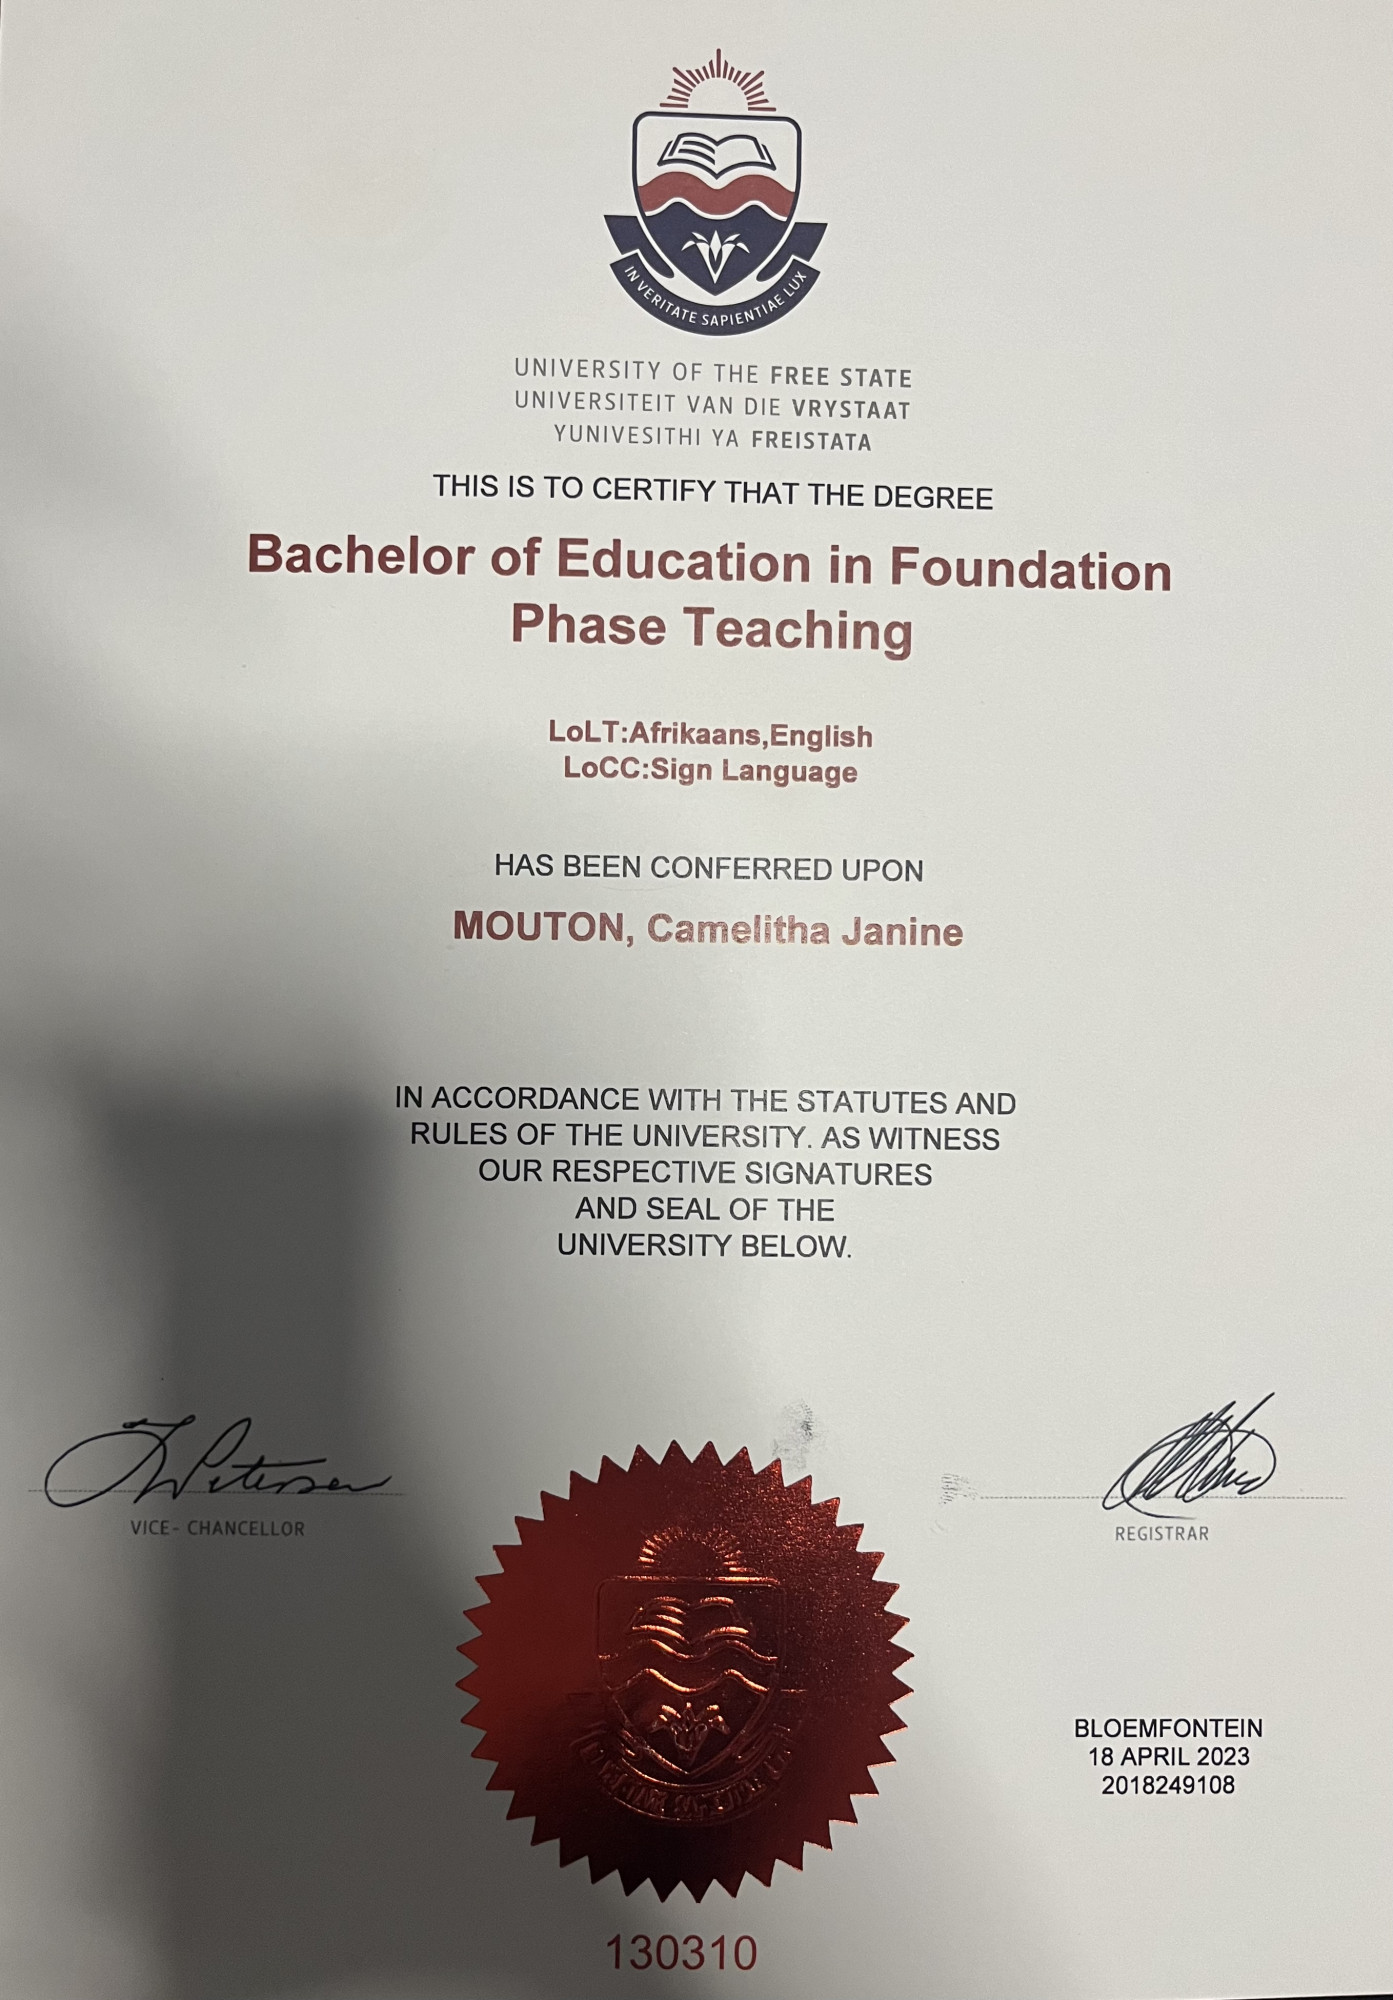 IN VERITATE SAPIENTIAE LUX
UNIVERSITY OF THE FREE STATE
UNIVERSITEIT VAN DIE VRYSTAAT
YUNIVESITHI YA FREISTATA
THIS IS TO CERTIFY THAT THE DEGREE
Bachelor of Education in Foundation
Phase Teaching
LoLT:Afrikaans,English
LoCC:Sign Language
HAS BEEN CONFERRED UPON
MOUTON, Camelitha Janine
IN ACCORDANCE WITH THE STATUTES AND
RULES OF THE UNIVERSITY. AS WITNESS
OUR RESPECTIVE SIGNATURES
AND SEAL OF THE
UNIVERSITY BELOW.
VICE- CHANCELLOR
REGISTRAR
BLOEMFONTEIN
18 APRIL 2023
2018249108
130310